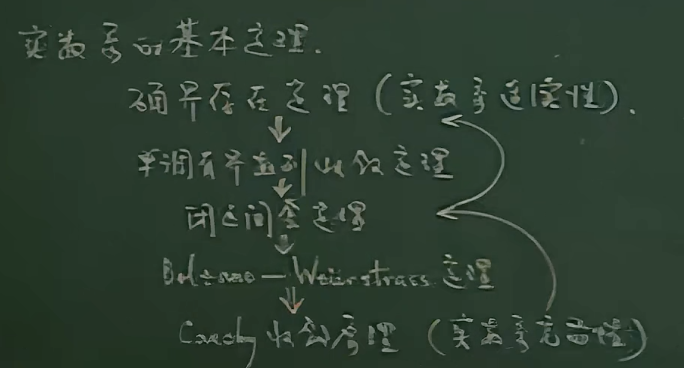 实数系的基本定理.
确界存在定理(实数系连续性).
单调有界数列收敛定理
闭区间套定理
Bolzano — Weierstrass 定理
Cauchy 收敛原理 (实数系完备性)